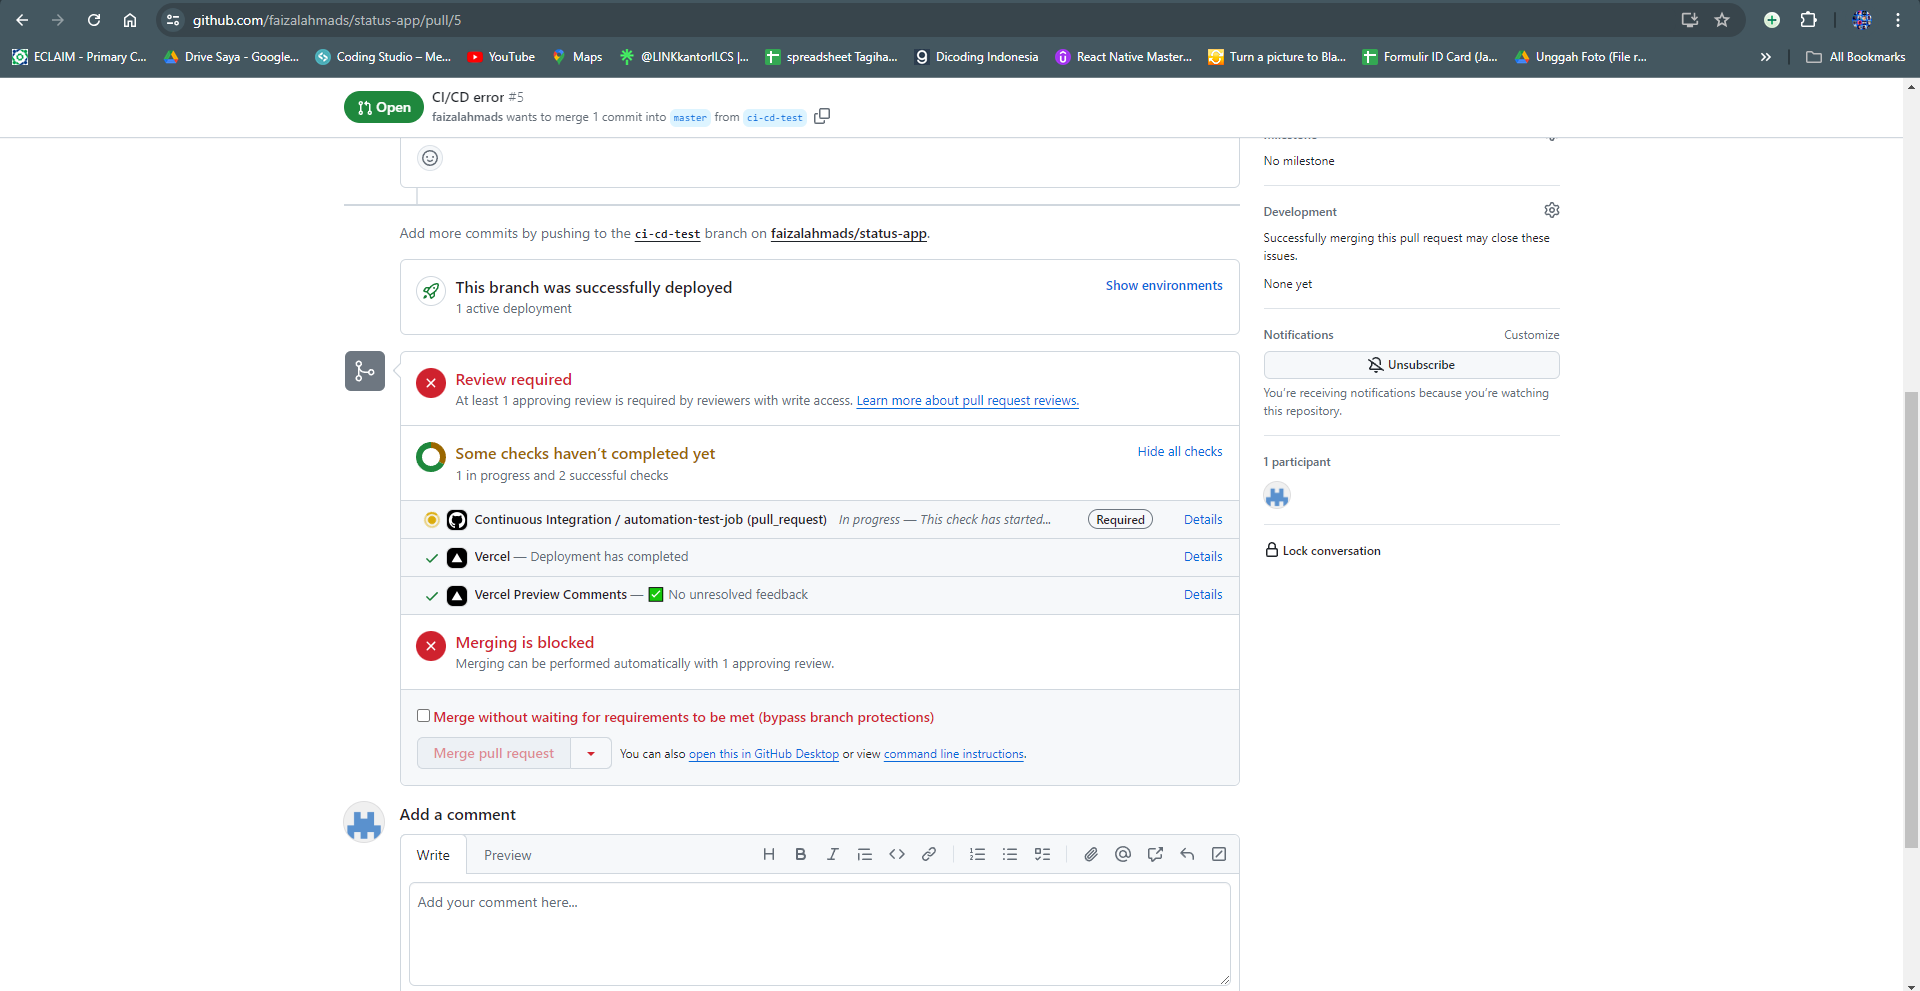 github.com/faizalahmads/status-app/pull/5
ECLAIM - Primary C...
Drive Saya - Google...
Coding Studio – Me...
YouTube
Maps
@LINKkantorILCS |...
spreadsheet Tagiha...
Dicoding Indonesia
React Native Master...
Turn a picture to Bla...
Formulir ID Card (Ja...
Unggah Foto (File r...
All Bookmarks
Open
CI/CD error #5
faizalahmads wants to merge 1 commit into master from ci-cd-test
No milestone
Development
Successfully merging this pull request may close these issues.
None yet
Notifications
Customize
Unsubscribe
You're receiving notifications because you're watching this repository.
1 participant
Lock conversation
Add more commits by pushing to the ci-cd-test branch on faizalahmads/status-app.
This branch was successfully deployed
1 active deployment
Show environments
Review required
At least 1 approving review is required by reviewers with write access. Learn more about pull request reviews.
Some checks haven't completed yet
1 in progress and 2 successful checks
Hide all checks
Continuous Integration / automation-test-job (pull_request) In progress — This check has started... Required Details
Vercel — Deployment has completed Details
Vercel Preview Comments — ✅ No unresolved feedback Details
Merging is blocked
Merging can be performed automatically with 1 approving review.
Merge without waiting for requirements to be met (bypass branch protections)
Merge pull request
You can also open this in GitHub Desktop or view command line instructions.
Add a comment
Write
Preview
Add your comment here...